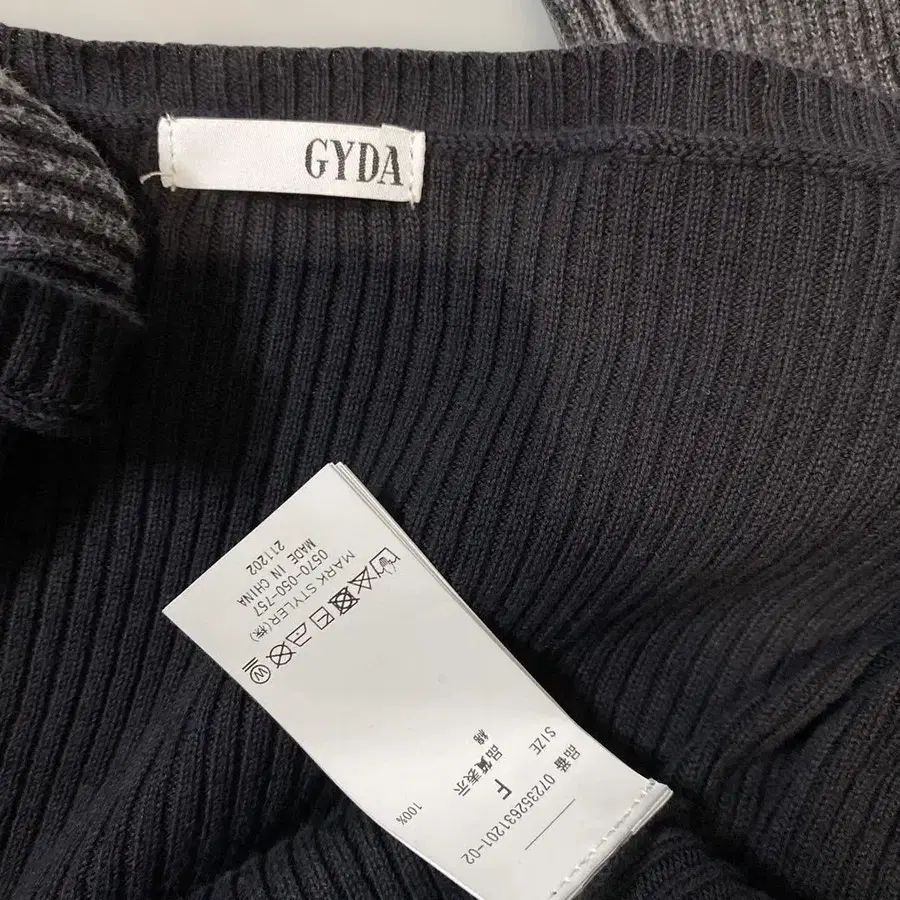 GYDA
品番 072352631201-02
SIZE F
品質表示
綿 100%
MARK STYLER(株)
0570-050-757
MADE IN CHINA
211202